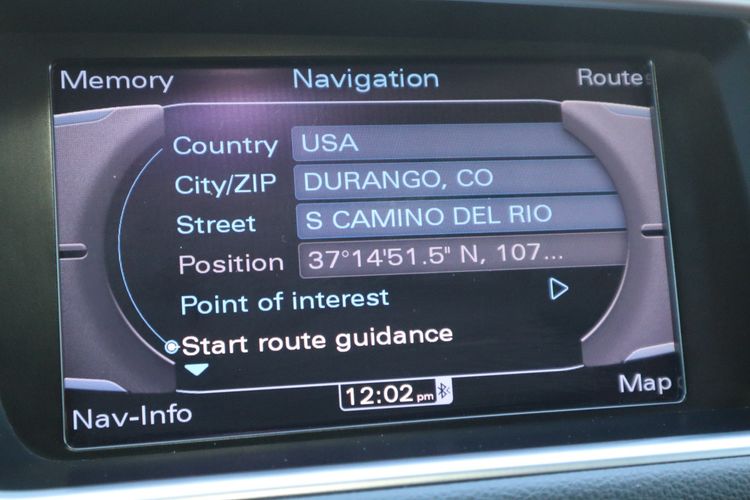 Memory Navigation Routes
Country USA
City/ZIP DURANGO, CO
Street S CAMINO DEL RIO
Position 37°14'51.5" N, 107...
Point of interest
Start route guidance
Nav-Info 12:02 pm Map